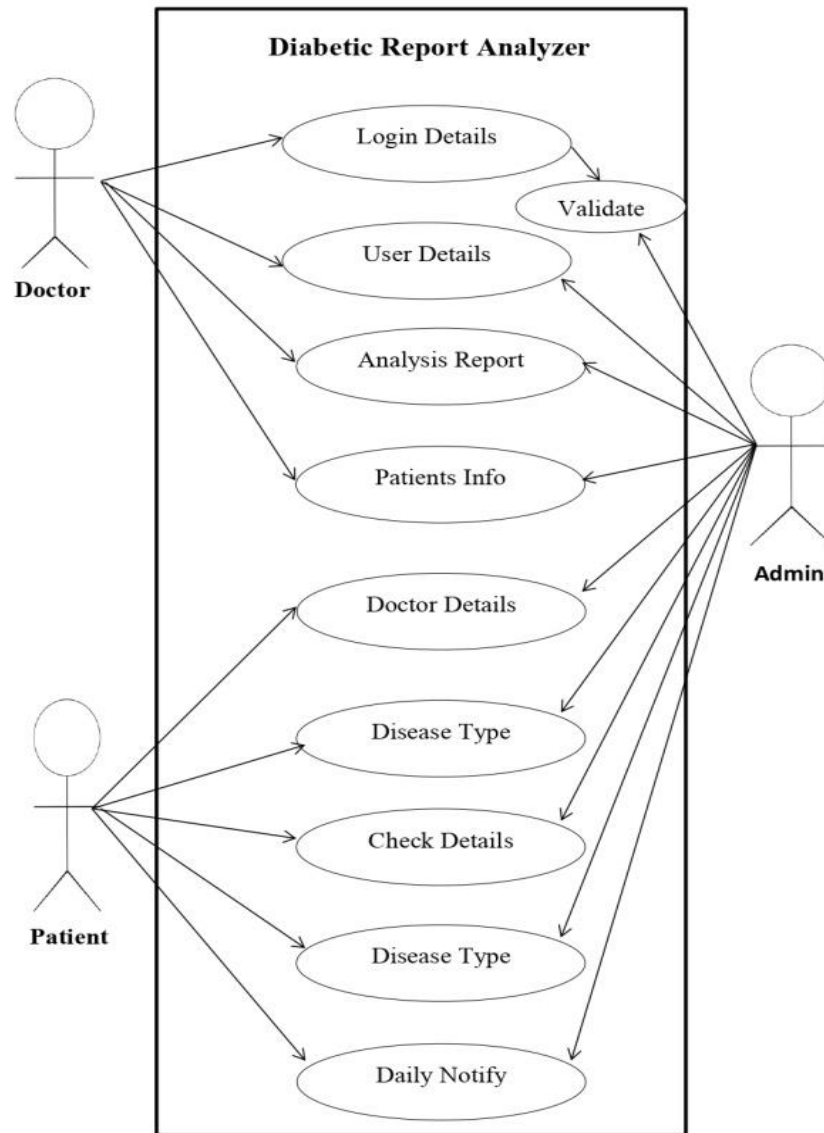 Diabetic Report Analyzer
Login Details
Validate
User Details
Doctor
Analysis Report
Patients Info
Admin
Doctor Details
Disease Type
Check Details
Patient
Disease Type
Daily Notify